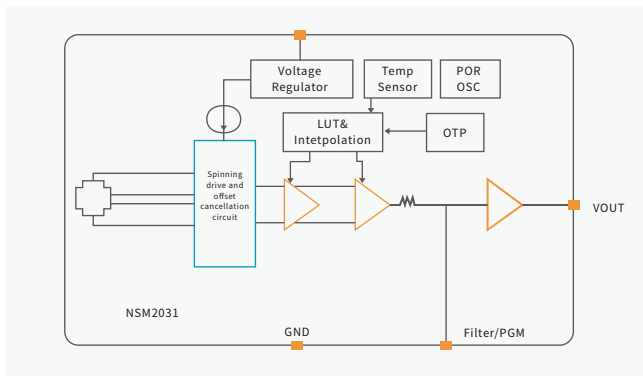 Voltage
Regulator
Temp
Sensor
POR
OSC
LUT&
Intetpolation
OTP
Spinning
drive and
offset
cancellation
circuit
VOUT
NSM2031
GND
Filter/PGM